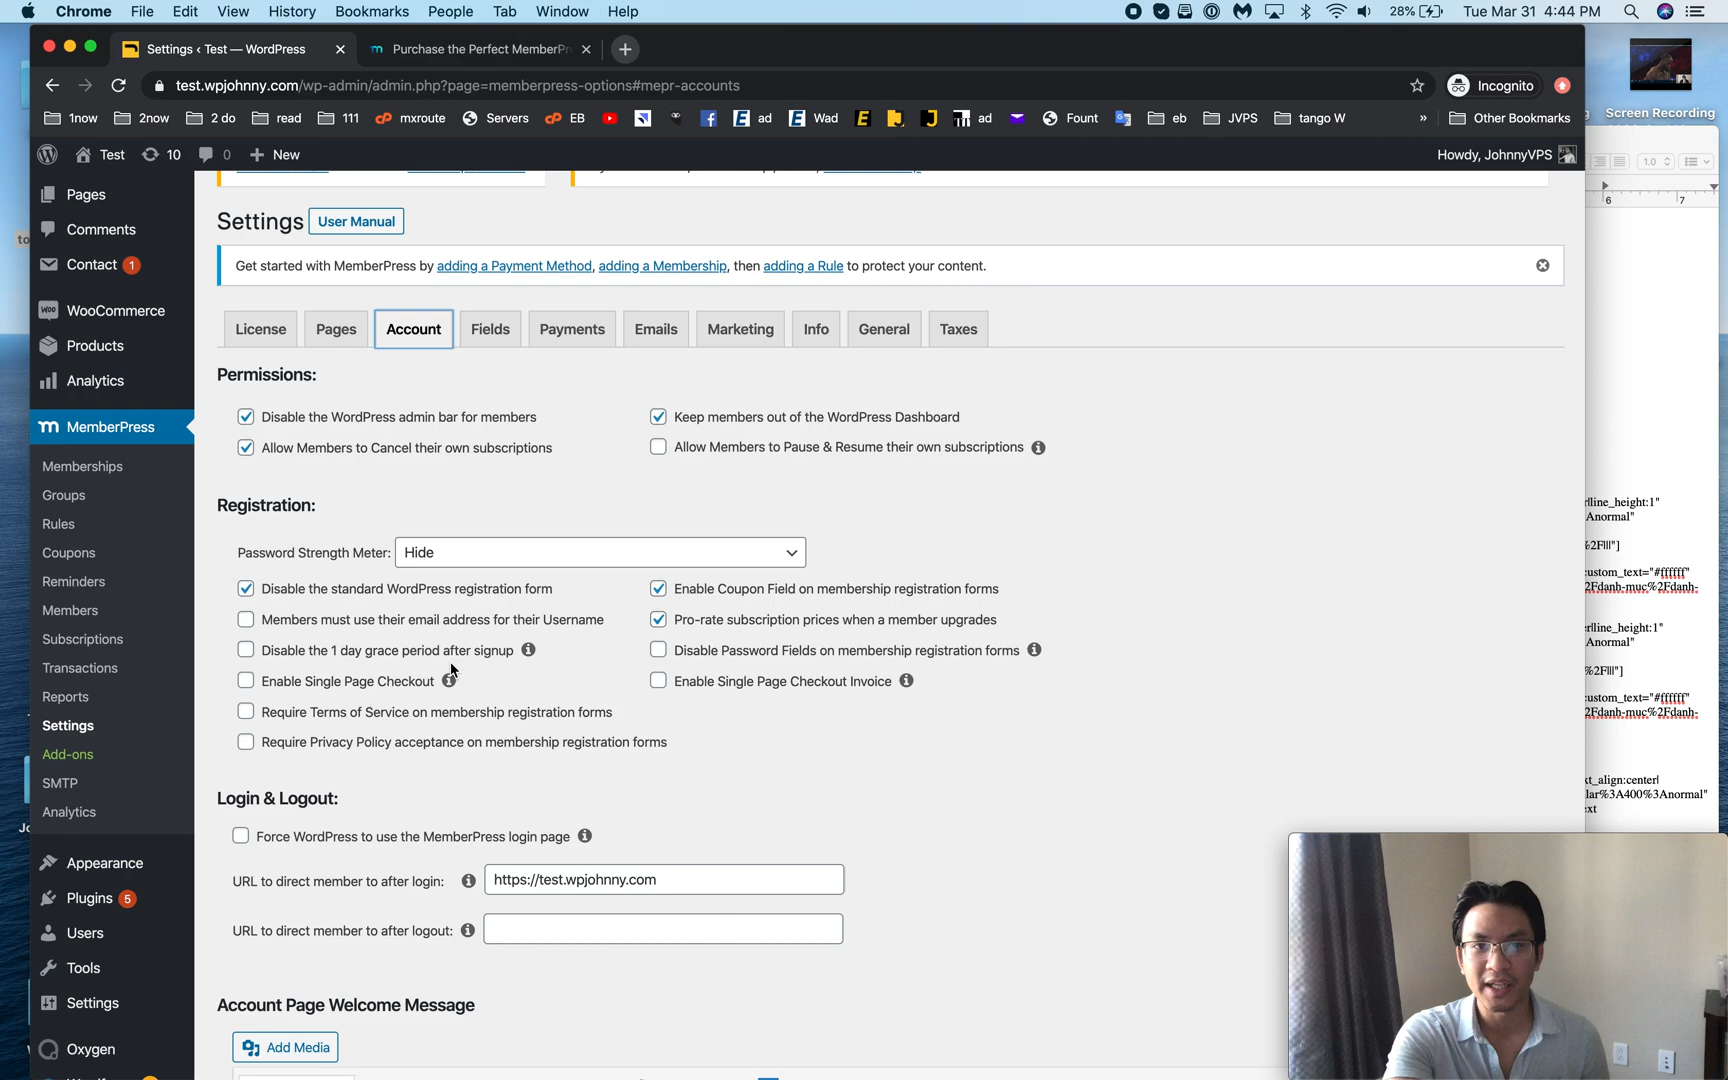 Chrome File Edit View History Bookmarks People Tab Window Help 28% Tue Mar 31 4:44 PM
Settings ‹ Test — WordPress
Purchase the Perfect MemberPr
test.wpjohnny.com/wp-admin/admin.php?page=memberpress-options#mepr-accounts
Incognito
1now 2now 2 do read 111 mxroute Servers EB ad Wad ad Fount eb JVPS tango W » Other Bookmarks
Screen Recording
Test 10 0 New
Howdy, JohnnyVPS
1.0
6 7
Pages
Comments
Contact 1
WooCommerce
Products
Analytics
MemberPress
Memberships
Groups
Rules
Coupons
Reminders
Members
Subscriptions
Transactions
Reports
Settings
Add-ons
SMTP
Analytics
Appearance
Plugins 5
Users
Tools
Settings
Oxygen
Settings User Manual
Get started with MemberPress by adding a Payment Method, adding a Membership, then adding a Rule to protect your content.
License Pages Account Fields Payments Emails Marketing Info General Taxes
Permissions:
Disable the WordPress admin bar for members
Keep members out of the WordPress Dashboard
Allow Members to Cancel their own subscriptions
Allow Members to Pause & Resume their own subscriptions
Registration:
Password Strength Meter: Hide
Disable the standard WordPress registration form
Enable Coupon Field on membership registration forms
Members must use their email address for their Username
Pro-rate subscription prices when a member upgrades
Disable the 1 day grace period after signup
Disable Password Fields on membership registration forms
Enable Single Page Checkout
Enable Single Page Checkout Invoice
Require Terms of Service on membership registration forms
Require Privacy Policy acceptance on membership registration forms
Login & Logout:
Force WordPress to use the MemberPress login page
URL to direct member to after login: https://test.wpjohnny.com
URL to direct member to after logout:
Account Page Welcome Message
Add Media
line_height:1"
Anormal"
%2F|||"]
custom_text="#ffffff"
2Fdanh-muc%2Fdanh-
er|line_height:1"
Anormal"
%2F|||"]
custom_text="#ffffff"
2Fdanh-muc%2Fdanh-
xt_align:center|
lar%3A400%3Anormal"
ext